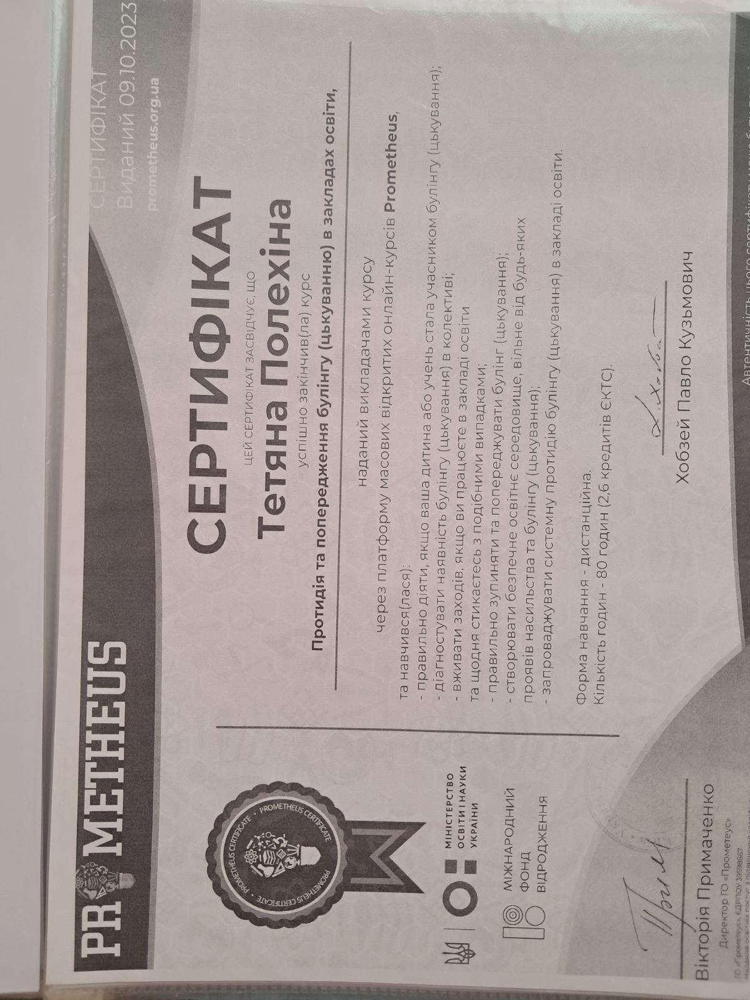 PROMETHEUS
СЕРТИФІКАТ
Виданий 09.10.2023
prometheus.org.ua
СЕРТИФІКАТ
ЦЕЙ СЕРТИФІКАТ ЗАСВІДЧУЄ, ЩО
Тетяна Полехіна
успішно закінчив(ла) курс
Протидія та попередження булінгу (цькуванню) в закладах освіти,
наданий викладачами курсу
через платформу масових відкритих онлайн-курсів Prometheus,
та навчився(лася):
- правильно діяти, якщо ваша дитина або учень стала учасником булінгу (цькування);
- діагностувати наявність булінгу (цькування) в колективі;
- вживати заходів, якщо ви працюєте в закладі освіти
та щодня стикаєтесь з подібними випадками;
- правильно зупиняти та попереджувати булінг (цькування);
- створювати безпечне освітнє середовище, вільне від будь-яких
проявів насильства та булінгу (цькування);
- запроваджувати системну протидію булінгу (цькування) в закладі освіти.
Форма навчання - дистанційна.
Кількість годин - 80 годин (2,6 кредитів ЄКТС).
PROMETHEUS CERTIFICATE • PROMETHEUS CERTIFICATE • PROMETHEUS CERTIFICATE
МІНІСТЕРСТВО
ОСВІТИ І НАУКИ
УКРАЇНИ
МІЖНАРОДНИЙ
ФОНД
ВІДРОДЖЕННЯ
Вікторія Примаченко
Директор ГО «Прометеус»
ГО «Прометеус», ЄДРПОУ 39598867
Хобзей Павло Кузьмович
Автентичність цього